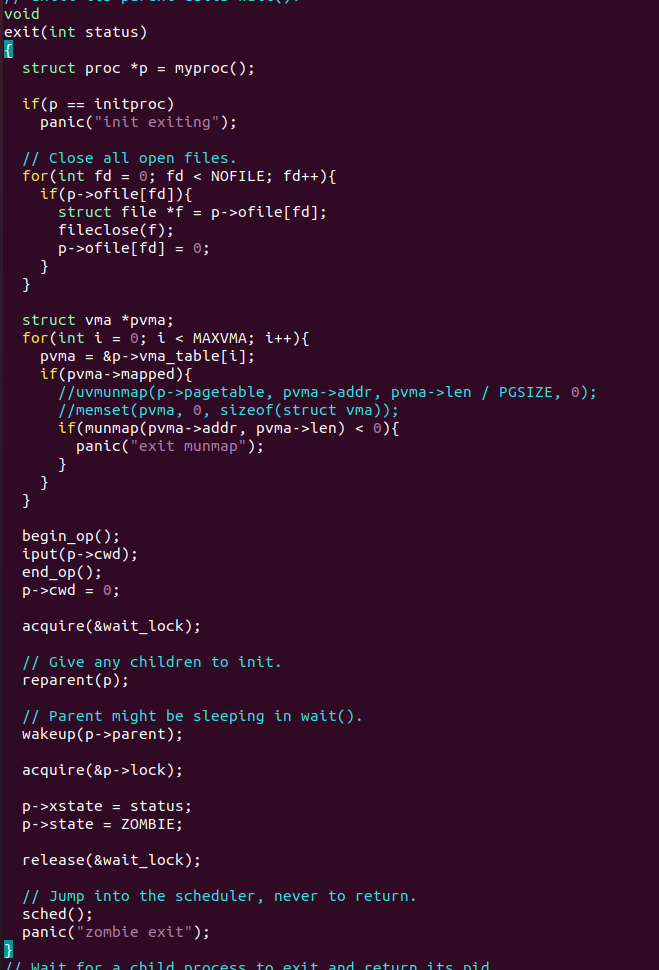 // until its parent calls wait().
void
exit(int status)
{
  struct proc *p = myproc();

  if(p == initproc)
    panic("init exiting");

  // Close all open files.
  for(int fd = 0; fd < NOFILE; fd++){
    if(p->ofile[fd]){
      struct file *f = p->ofile[fd];
      fileclose(f);
      p->ofile[fd] = 0;
    }
  }

  struct vma *pvma;
  for(int i = 0; i < MAXVMA; i++){
    pvma = &p->vma_table[i];
    if(pvma->mapped){
      //uvmunmap(p->pagetable, pvma->addr, pvma->len / PGSIZE, 0);
      //memset(pvma, 0, sizeof(struct vma));
      if(munmap(pvma->addr, pvma->len) < 0){
        panic("exit munmap");
      }
    }
  }

  begin_op();
  iput(p->cwd);
  end_op();
  p->cwd = 0;

  acquire(&wait_lock);

  // Give any children to init.
  reparent(p);

  // Parent might be sleeping in wait().
  wakeup(p->parent);

  acquire(&p->lock);

  p->xstate = status;
  p->state = ZOMBIE;

  release(&wait_lock);

  // Jump into the scheduler, never to return.
  sched();
  panic("zombie exit");
}
// Wait for a child process to exit and return its pid.